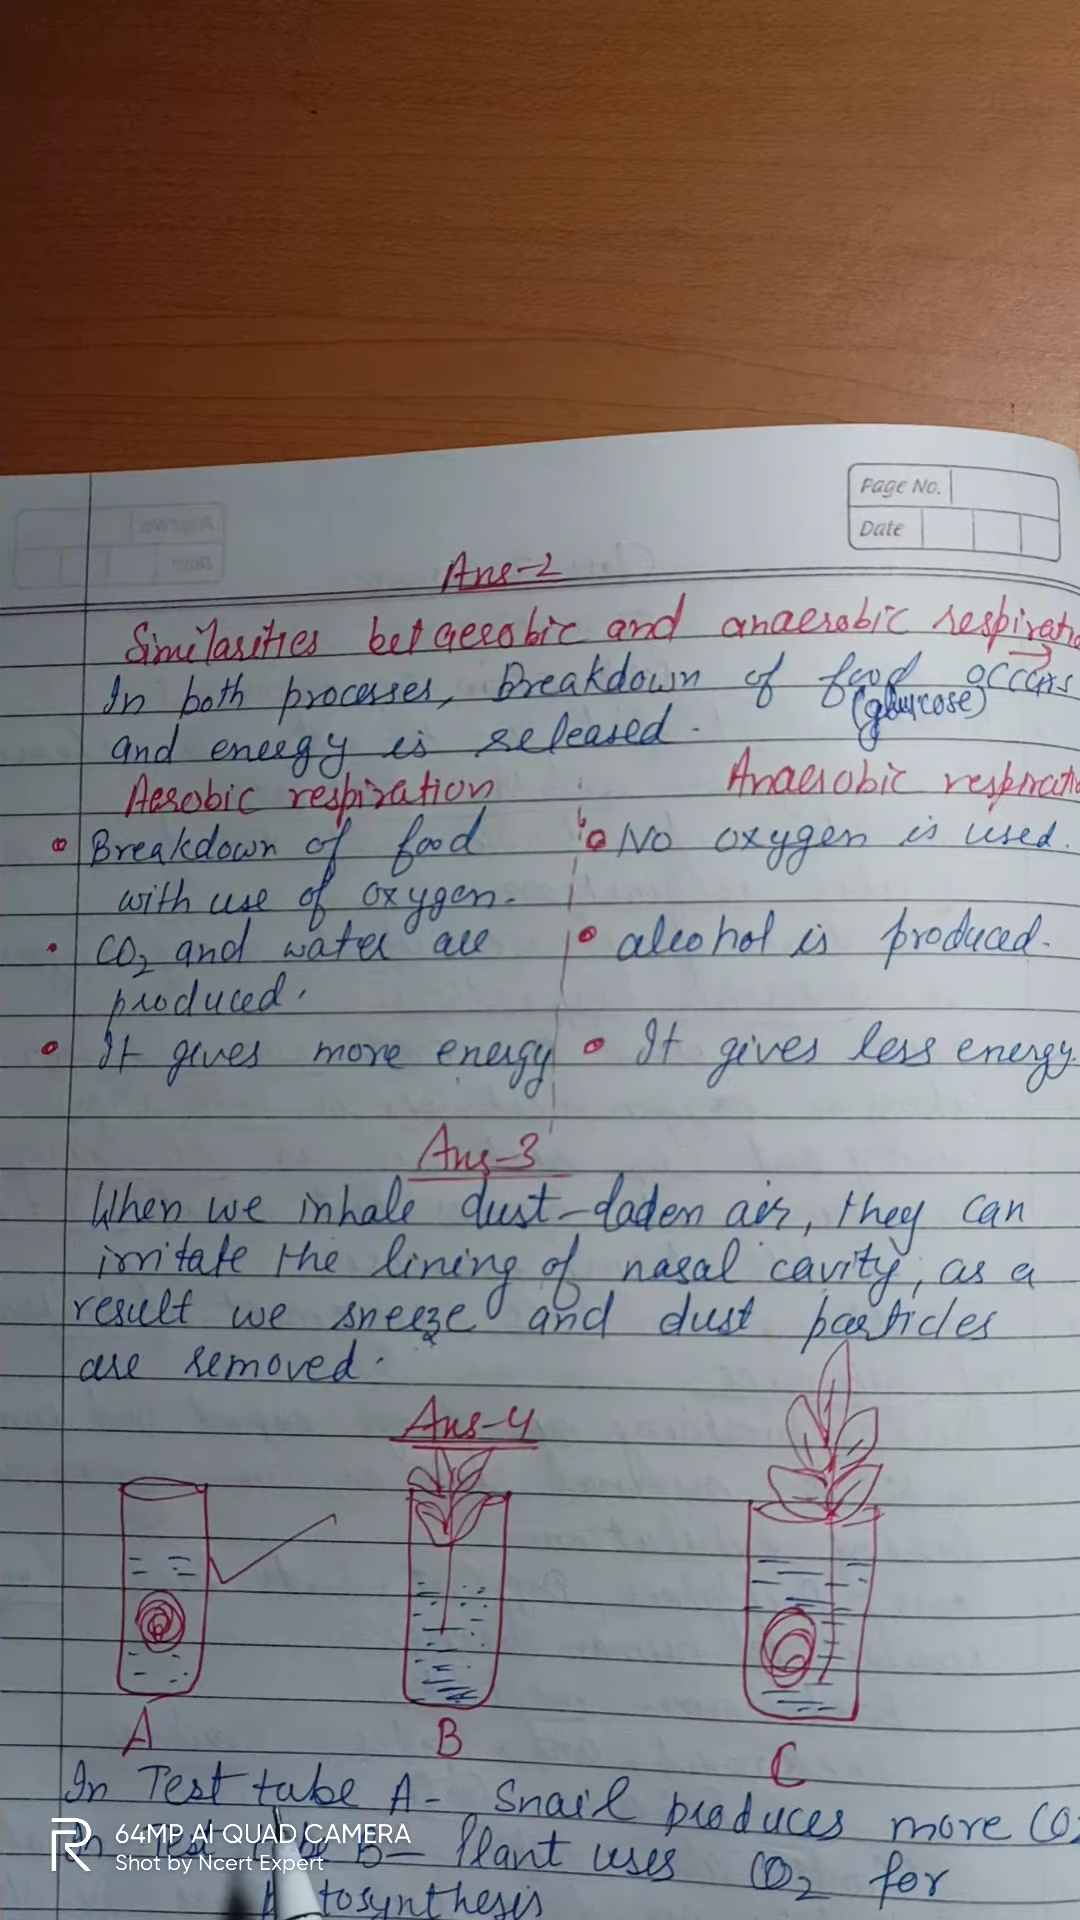 Page No.
Date
Ans-2
Similarities bet aerobic and anaerobic respiratio
In both processes, Breakdown of food occurs
(glucose)
and energy is released.
Aerobic respiration
Anaerobic respiratio
Breakdown of food
No oxygen is used.
with use of oxygen.
CO2 and water are
alcohol is produced.
produced.
It gives more energy
It gives less energy.
Ans-3
When we inhale dust-laden air, they can
irritate the lining of nasal cavity, as a
result we sneeze and dust particles
are removed.
Ans-4
A
B
C
In Test tube A- Snail produces more CO2
In Test B- Plant uses CO2 for
64MP AI QUAD CAMERA
Shot by Ncert Expert